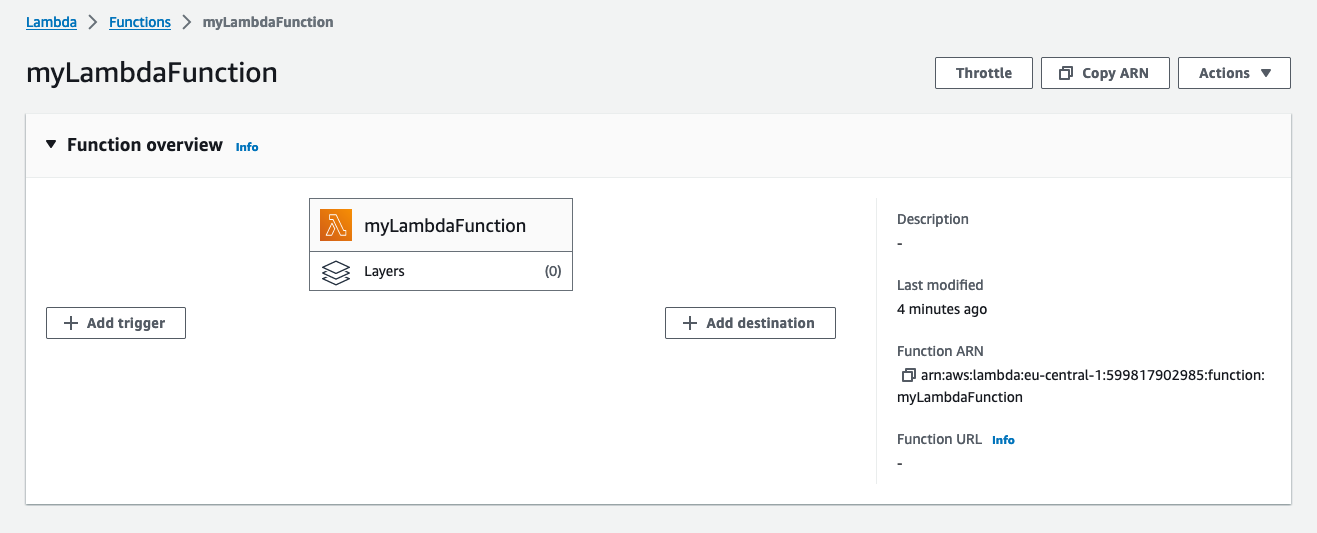 Lambda > Functions > myLambdaFunction
myLambdaFunction
Throttle
Copy ARN
Actions
Function overview Info
myLambdaFunction
Layers (0)
Add trigger
Add destination
Description
-
Last modified
4 minutes ago
Function ARN
arn:aws:lambda:eu-central-1:599817902985:function:
myLambdaFunction
Function URL Info
-